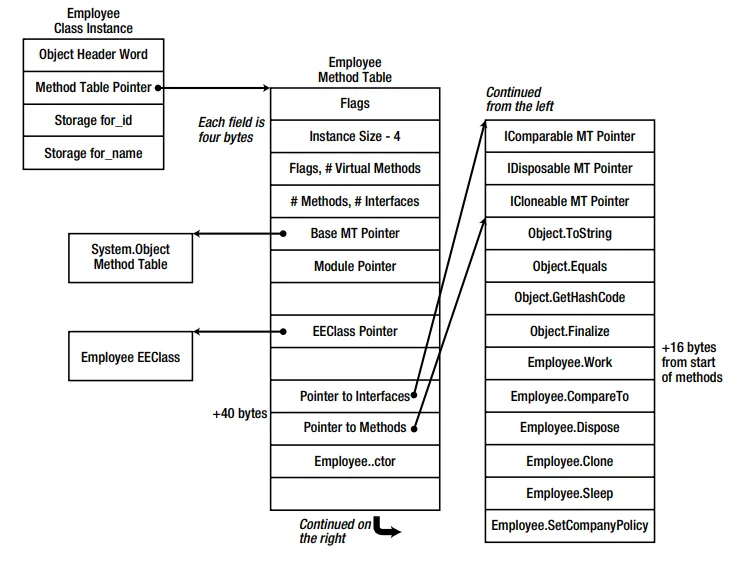 Employee
Class Instance
Object Header Word
Method Table Pointer
Storage for_id
Storage for_name
Employee
Method Table
Each field is
four bytes
Flags
Instance Size - 4
Flags, # Virtual Methods
# Methods, # Interfaces
Base MT Pointer
Module Pointer
EEClass Pointer
Pointer to Interfaces
+40 bytes
Pointer to Methods
Employee..ctor
Continued on
the right
System.Object
Method Table
Employee EEClass
Continued
from the left
IComparable MT Pointer
IDisposable MT Pointer
ICloneable MT Pointer
Object.ToString
Object.Equals
Object.GetHashCode
Object.Finalize
Employee.Work
+16 bytes
from start
of methods
Employee.CompareTo
Employee.Dispose
Employee.Clone
Employee.Sleep
Employee.SetCompanyPolicy